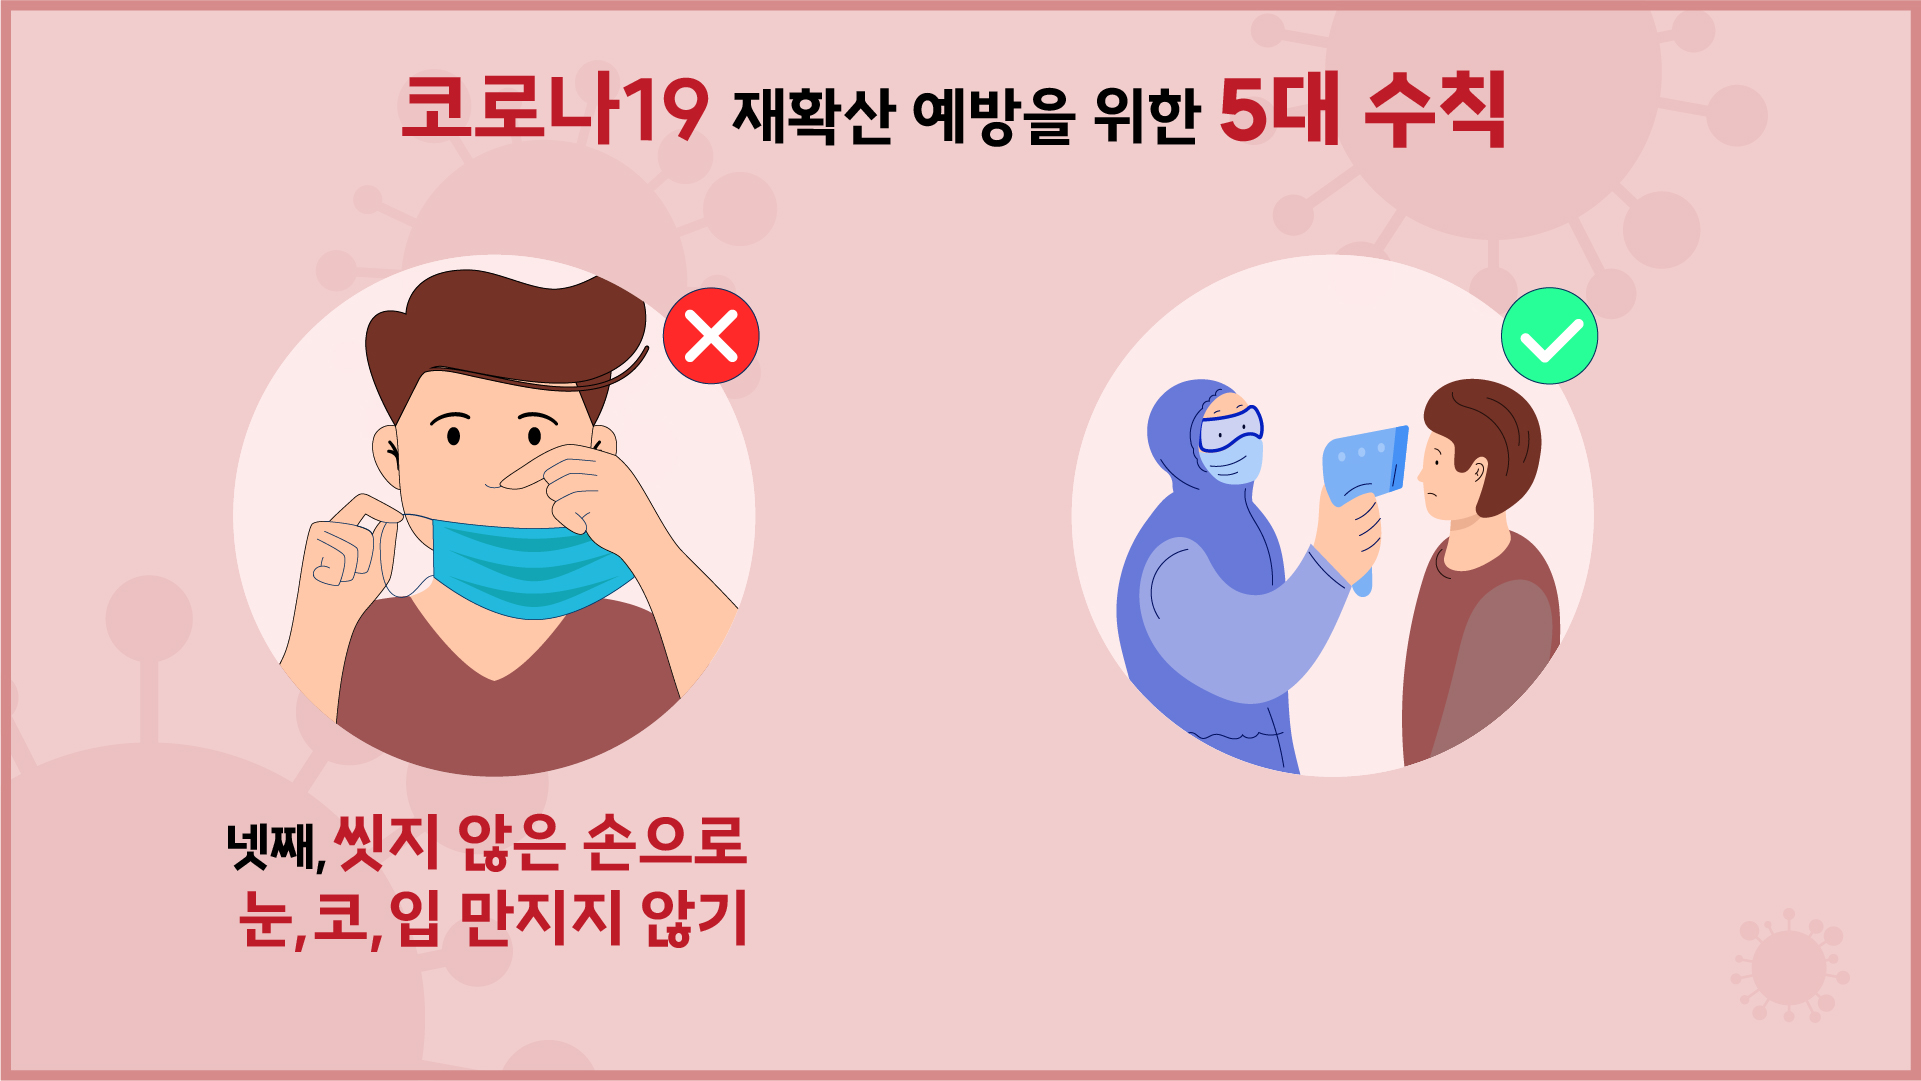 코로나19 재확산 예방을 위한 5대 수칙
넷째, 씻지 않은 손으로
눈, 코, 입 만지지 않기